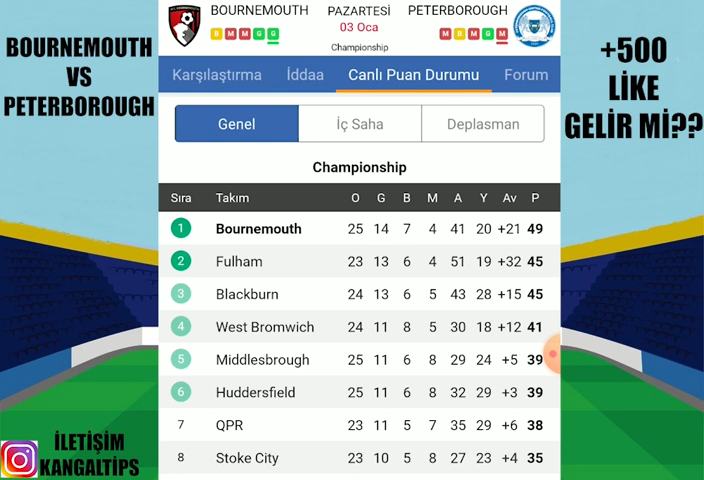 BOURNEMOUTH
VS
PETERBOROUGH
BOURNEMOUTH
B M M G G
PAZARTESİ
03 Oca
Championship
PETERBOROUGH
M B M G M
+500
LİKE
GELİR Mİ??
Karşılaştırma İddaa Canlı Puan Durumu Forum
Genel İç Saha Deplasman
Championship
Sıra Takım O G B M A Y Av P
1 Bournemouth 25 14 7 4 41 20 +21 49
2 Fulham 23 13 6 4 51 19 +32 45
3 Blackburn 24 13 6 5 43 28 +15 45
4 West Bromwich 24 11 8 5 30 18 +12 41
5 Middlesbrough 25 11 6 8 29 24 +5 39
6 Huddersfield 25 11 6 8 32 29 +3 39
7 QPR 23 11 5 7 35 29 +6 38
8 Stoke City 23 10 5 8 27 23 +4 35
İLETİŞİM
KANGALTİPS